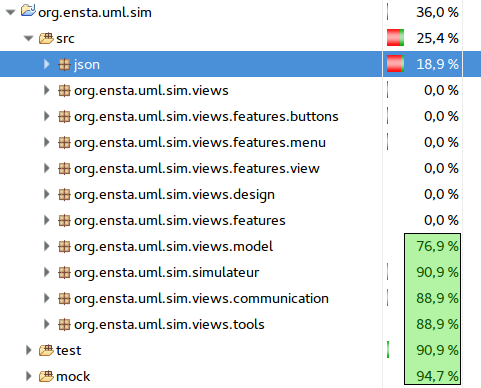 org.ensta.uml.sim 36,0 %
src 25,4 %
json 18,9 %
org.ensta.uml.sim.views 0,0 %
org.ensta.uml.sim.views.features.buttons 0,0 %
org.ensta.uml.sim.views.features.menu 0,0 %
org.ensta.uml.sim.views.features.view 0,0 %
org.ensta.uml.sim.views.design 0,0 %
org.ensta.uml.sim.views.features 0,0 %
org.ensta.uml.sim.views.model 76,9 %
org.ensta.uml.sim.simulateur 90,9 %
org.ensta.uml.sim.views.communication 88,9 %
org.ensta.uml.sim.views.tools 88,9 %
test 90,9 %
mock 94,7 %